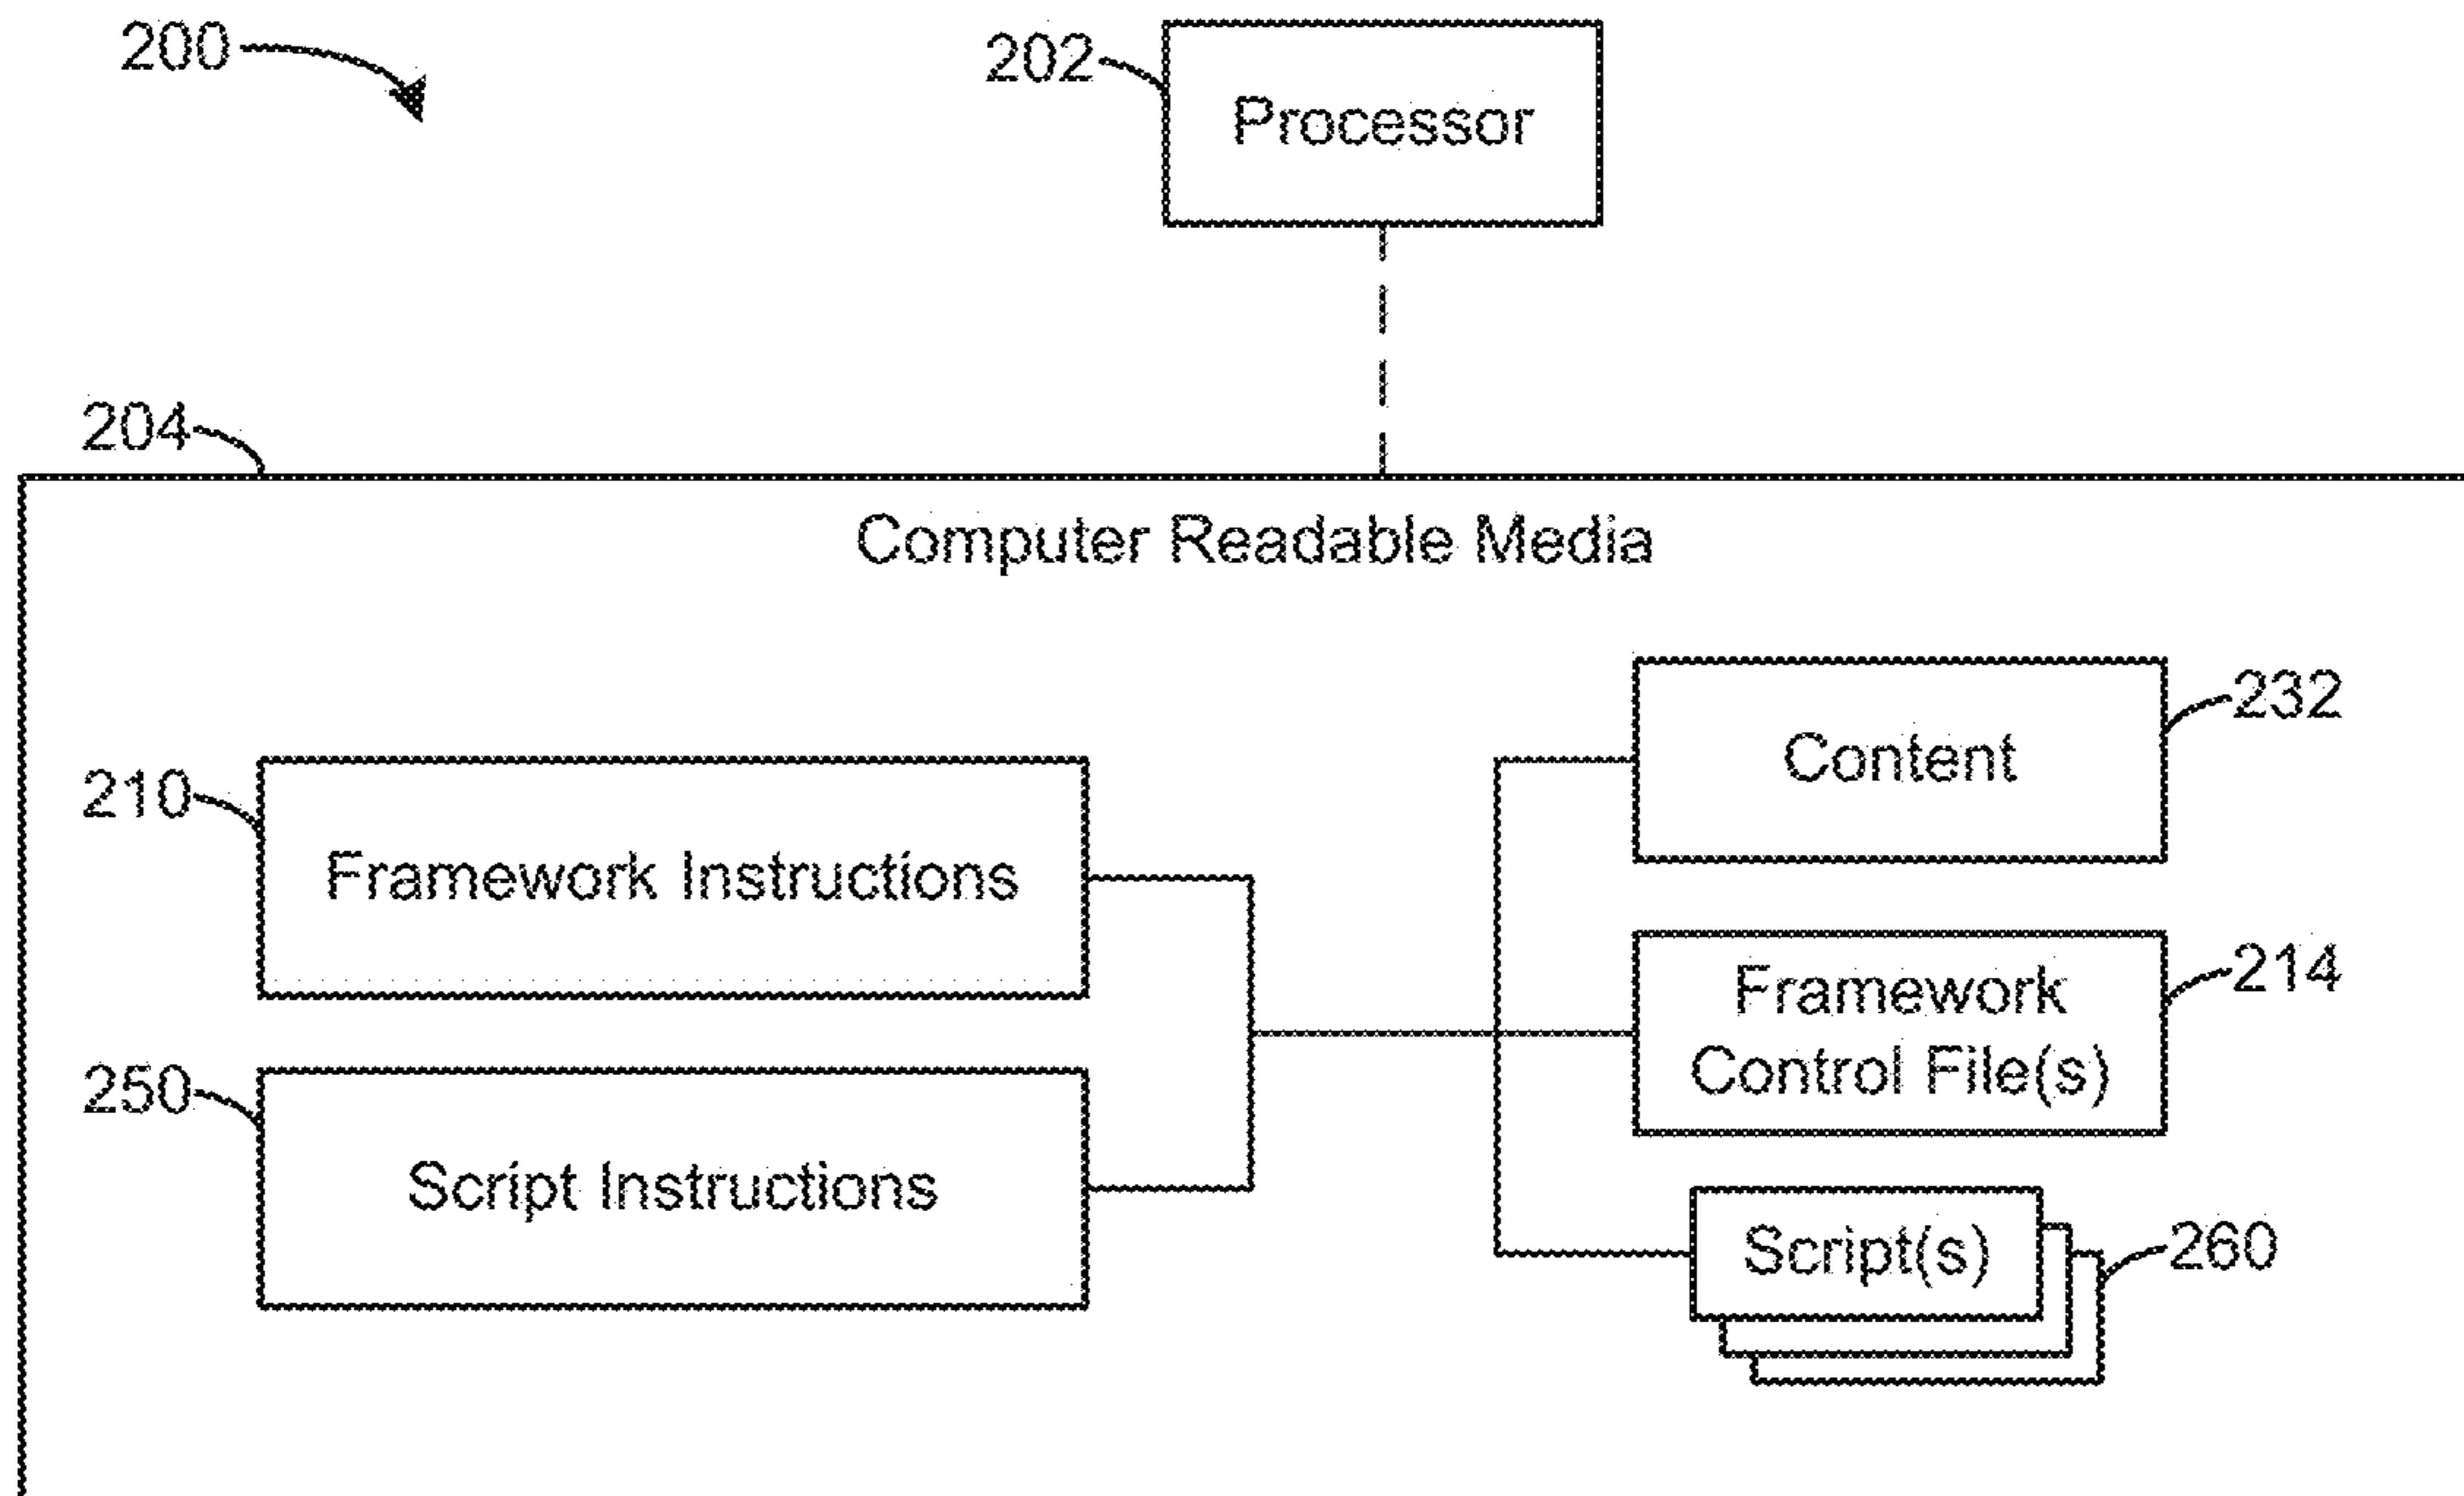 200
202
Processor
204
Computer Readable Media
232
Content
210
Framework Instructions
214
Framework
Control File(s)
250
Script Instructions
Script(s)
260